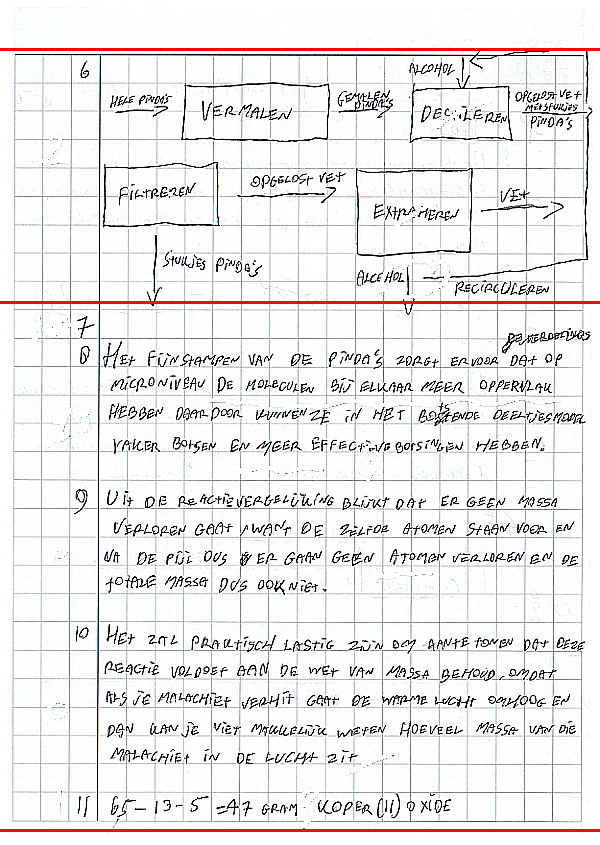 6
ALCOHOL
HELE PINDA'S
VERMALEN
GEMALEN
PINDA'S
OPGELOST VET
MET STUKJES
PINDA'S
FILTREREN
OPGELOST VET
EXTRAHEREN
VET
STUKJES PINDA'S
ALCOHOL
RECIRCULEREN
7
8 HET FIJNSTAMPEN VAN DE PINDA'S ZORGT ERVOOR DAT OP
MICRONIVEAU DE MOLECULEN BIJ ELKAAR MEER OPPERVLAK
HEBBEN DAARDOOR KUNNEN ZE IN HET BOTSENDE DEELTJESMODEL
VAKER BOTSEN EN MEER EFFECTIVE BOTSINGEN HEBBEN.
9 UIT DE REACTIEVERGELIJKING BLIJKT DAT ER GEEN MASSA
VERLOREN GAAT, WANT DE ZELFDE ATOMEN STAAN VOOR EN
NA DE PIJL DUS ER GAAN GEEN ATOMEN VERLOREN EN DE
TOTALE MASSA DUS OOK NIET.
10 HET ZAL PRAKTISCH LASTIG ZIJN OM AAN TE TONEN DAT DEZE
REACTIE VOLDOET AAN DE WET VAN MASSA BEHOUD, OMDAT
ALS JE MALACHIET VERHIT GAAT DE WARME LUCHT OMHOOG EN
DAN KAN JE NIET MAKKELIJK WETEN HOEVEEL MASSA VAN DIE
MALACHIET IN DE LUCHT ZIT
11 65-13-5 =47 GRAM KOPER(II) OXIDE